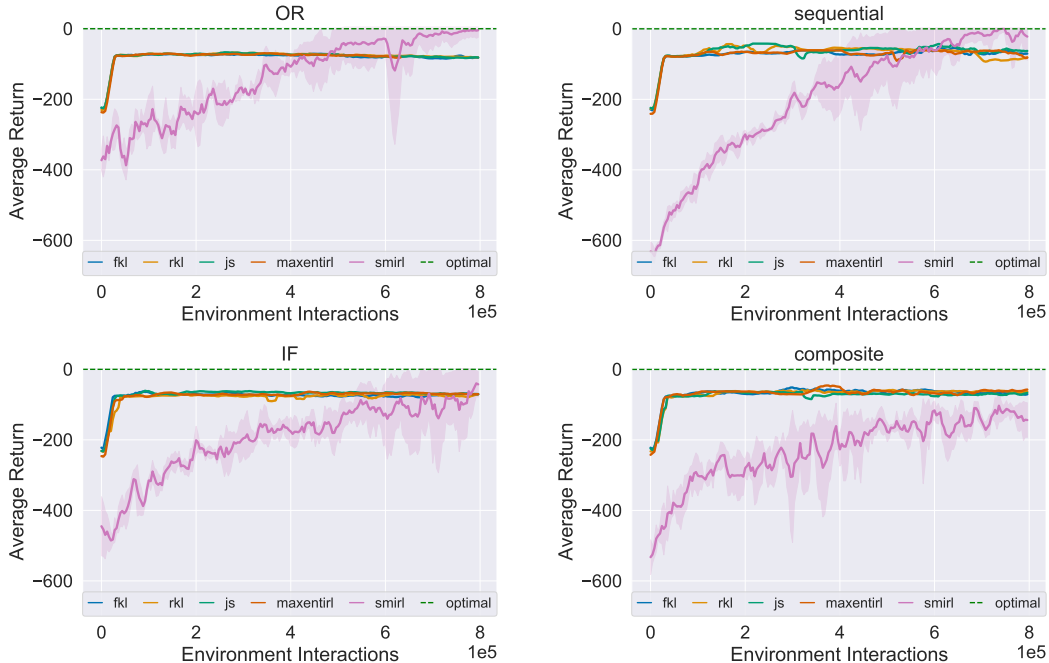 OR
Average Return
0
−200
−400
−600
fkl rkl js maxentirl smirl optimal
0 2 4 6 8
1e5
Environment Interactions
sequential
Average Return
0
−200
−400
−600
fkl rkl js maxentirl smirl optimal
0 2 4 6 8
1e5
Environment Interactions
IF
Average Return
0
−200
−400
−600
fkl rkl js maxentirl smirl optimal
0 2 4 6 8
1e5
Environment Interactions
composite
Average Return
0
−200
−400
−600
fkl rkl js maxentirl smirl optimal
0 2 4 6 8
1e5
Environment Interactions